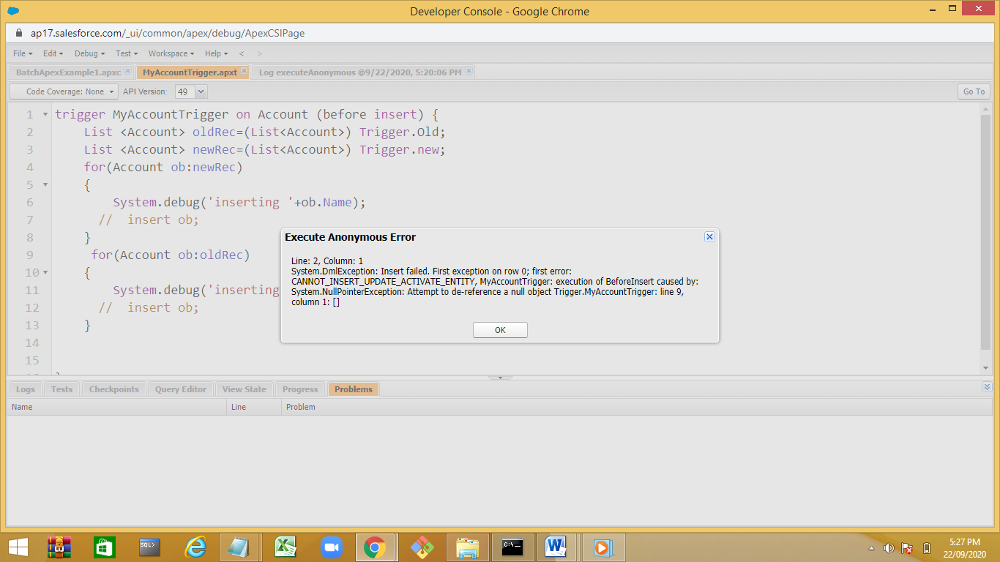 Developer Console - Google Chrome
ap17.salesforce.com/_ui/common/apex/debug/ApexCSIPage
File Edit Debug Test Workspace Help < >
BatchApexExample1.apxc MyAccountTrigger.apxt Log executeAnonymous @9/22/2020, 5:20:06 PM
Code Coverage: None API Version: 49 Go To
1 trigger MyAccountTrigger on Account (before insert) {
2 List <Account> oldRec=(List<Account>) Trigger.Old;
3 List <Account> newRec=(List<Account>) Trigger.new;
4 for(Account ob:newRec)
5 {
6 System.debug('inserting '+ob.Name);
7 // insert ob;
8 }
9 for(Account ob:oldRec)
10 {
11 System.debug('inserting
12 // insert ob;
13 }
14
15
Execute Anonymous Error
Line: 2, Column: 1
System.DmlException: Insert failed. First exception on row 0; first error:
CANNOT_INSERT_UPDATE_ACTIVATE_ENTITY, MyAccountTrigger: execution of BeforeInsert caused by:
System.NullPointerException: Attempt to de-reference a null object Trigger.MyAccountTrigger: line 9,
column 1: []
OK
Logs Tests Checkpoints Query Editor View State Progress Problems
Name Line Problem
SQL>
C:\_
5:27 PM
22/09/2020